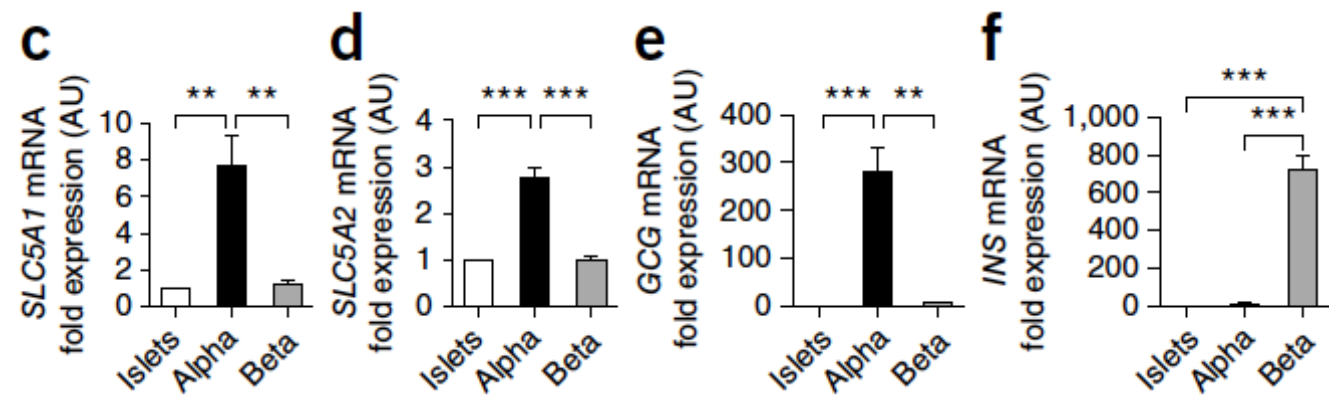 c
SLC5A1 mRNA
fold expression (AU)
** **
10
8
6
4
2
0
Islets
Alpha
Beta
d
SLC5A2 mRNA
fold expression (AU)
*** ***
4
3
2
1
0
Islets
Alpha
Beta
e
GCG mRNA
fold expression (AU)
*** **
400
300
200
100
0
Islets
Alpha
Beta
f
INS mRNA
fold expression (AU)
***
***
1,000
800
600
400
200
0
Islets
Alpha
Beta